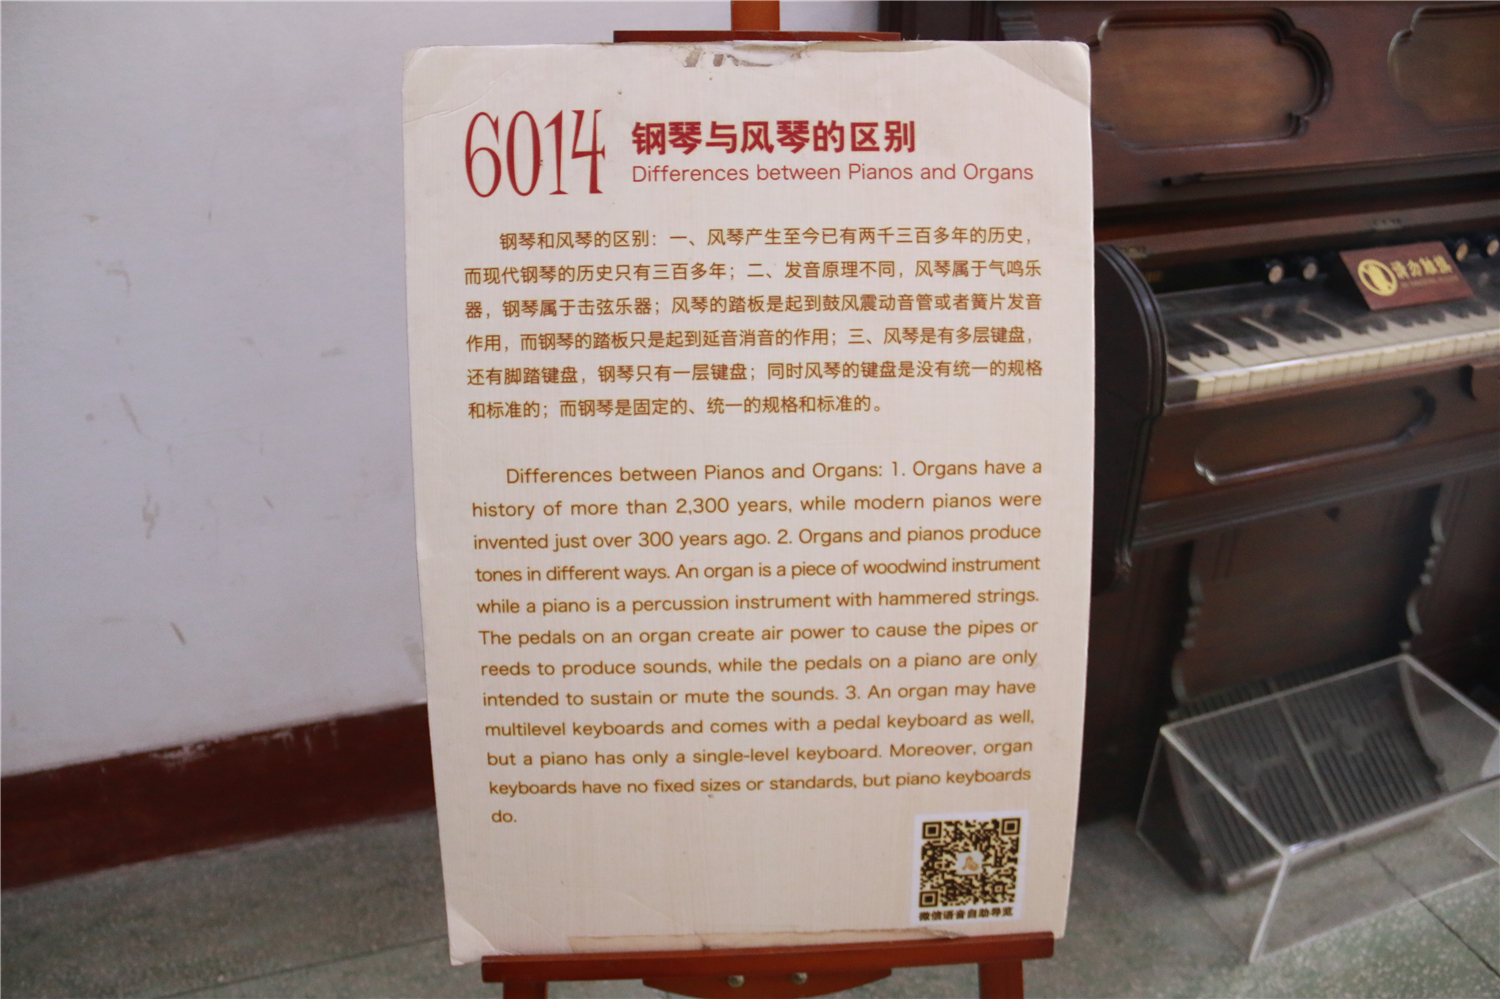 6014
钢琴与风琴的区别
Differences between Pianos and Organs
钢琴和风琴的区别：一、风琴产生至今已有两千三百多年的历史，
而现代钢琴的历史只有三百多年；二、发音原理不同，风琴属于气鸣乐
器，钢琴属于击弦乐器；风琴的踏板是起到鼓风震动音管或者簧片发音
作用，而钢琴的踏板只是起到延音消音的作用；三、风琴是有多层键盘，
还有脚踏键盘，钢琴只有一层键盘；同时风琴的键盘是没有统一的规格
和标准的；而钢琴是固定的、统一的规格和标准的。
Differences between Pianos and Organs: 1. Organs have a
history of more than 2,300 years, while modern pianos were
invented just over 300 years ago. 2. Organs and pianos produce
tones in different ways. An organ is a piece of woodwind instrument
while a piano is a percussion instrument with hammered strings.
The pedals on an organ create air power to cause the pipes or
reeds to produce sounds, while the pedals on a piano are only
intended to sustain or mute the sounds. 3. An organ may have
multilevel keyboards and comes with a pedal keyboard as well,
but a piano has only a single-level keyboard. Moreover, organ
keyboards have no fixed sizes or standards, but piano keyboards
do.
微信语音自助导览
请勿触摸